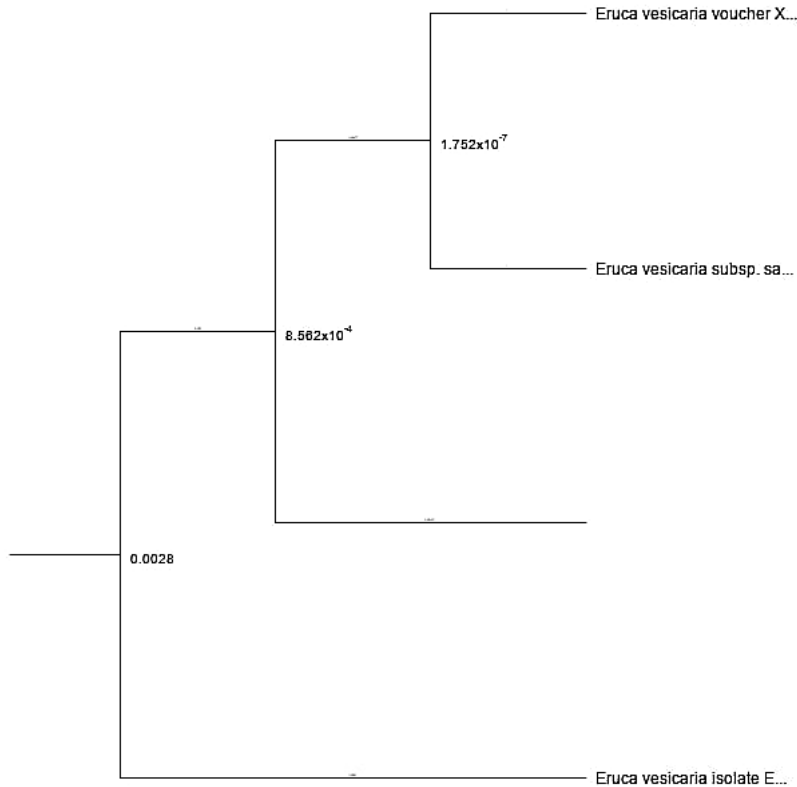 Eruca vesicaria voucher X...
1.752x10⁻⁷
Eruca vesicaria subsp. sa...
8.562x10⁻⁴
0.0028
Eruca vesicaria isolate E...